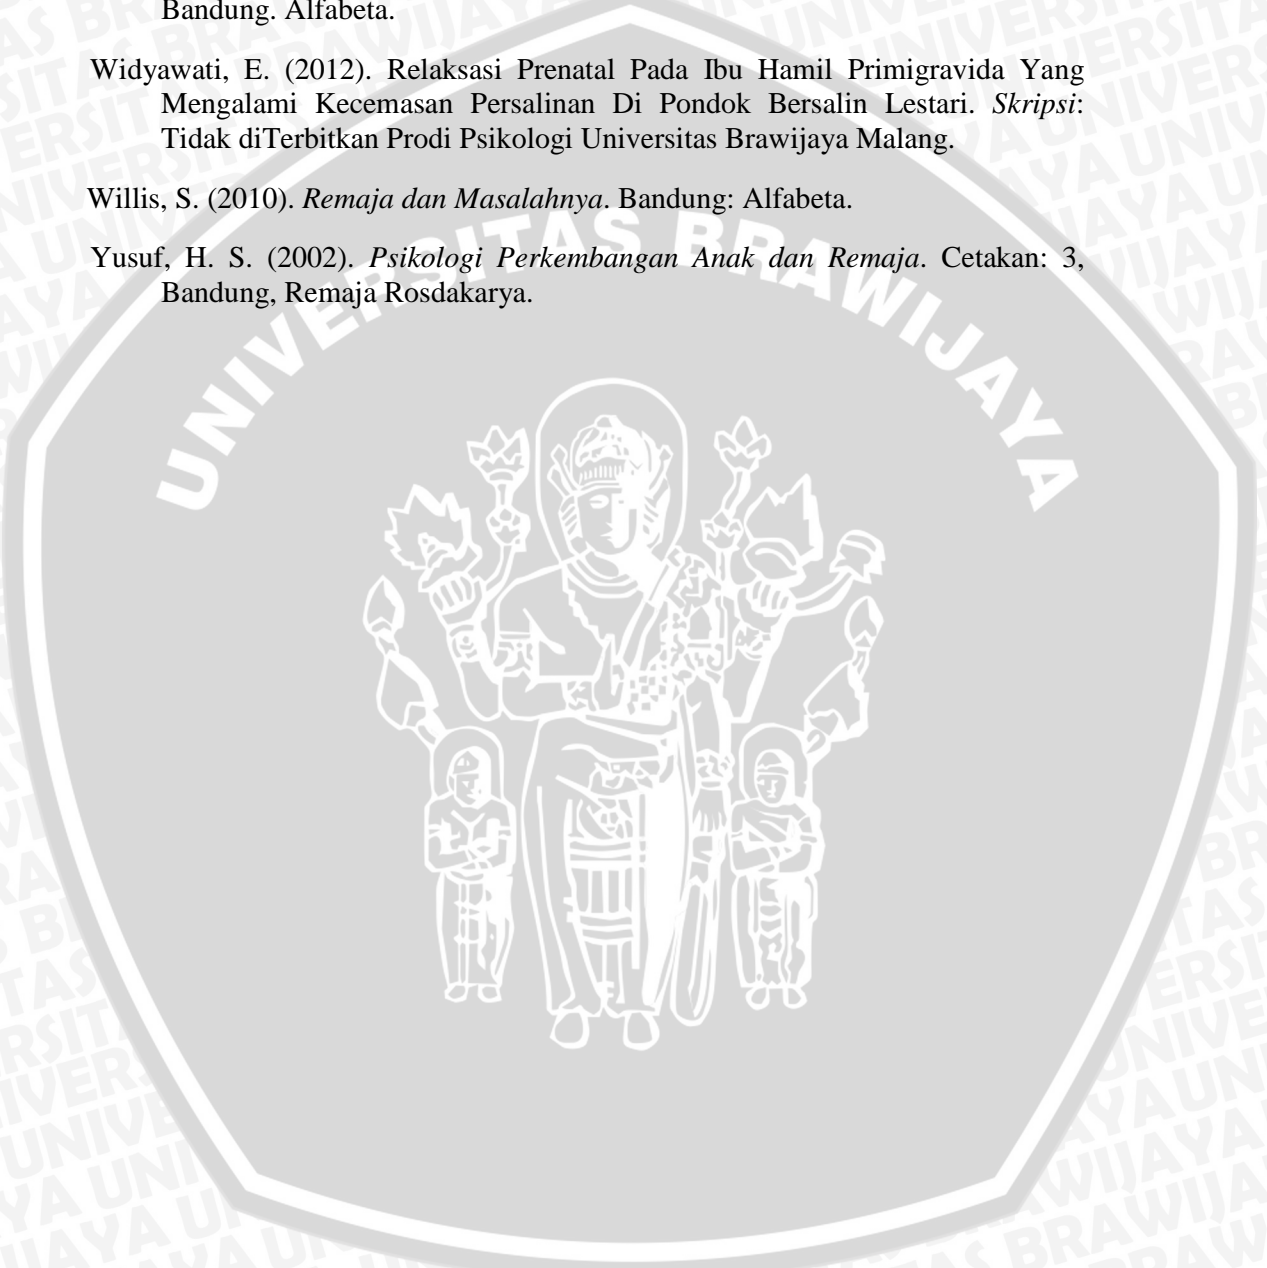 Bandung. Alfabeta.
Widyawati, E. (2012). Relaksasi Prenatal Pada Ibu Hamil Primigravida Yang
Mengalami Kecemasan Persalinan Di Pondok Bersalin Lestari. Skripsi:
Tidak diTerbitkan Prodi Psikologi Universitas Brawijaya Malang.
Willis, S. (2010). Remaja dan Masalahnya. Bandung: Alfabeta.
Yusuf, H. S. (2002). Psikologi Perkembangan Anak dan Remaja. Cetakan: 3,
Bandung, Remaja Rosdakarya.
UNIVERSITAS BRAWIJAYA